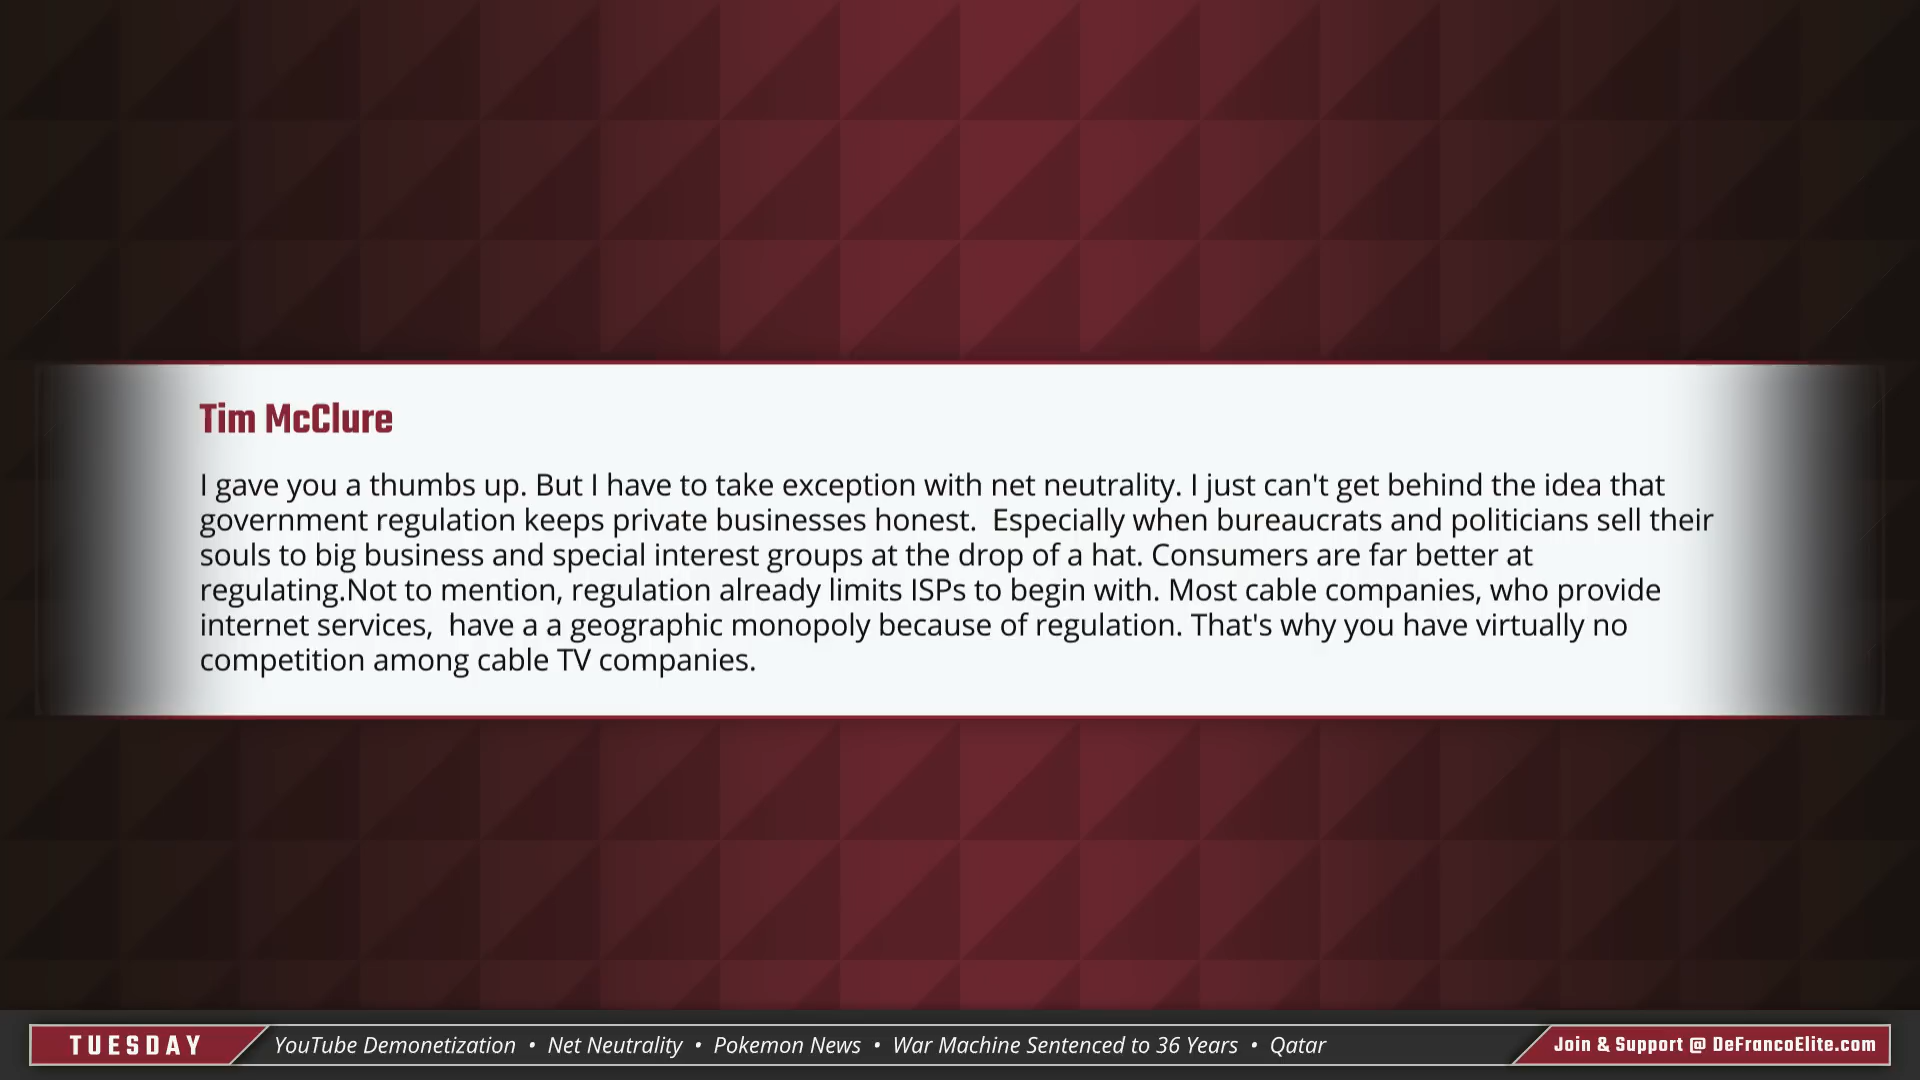 Tim McClure
I gave you a thumbs up. But I have to take exception with net neutrality. I just can't get behind the idea that
government regulation keeps private businesses honest.  Especially when bureaucrats and politicians sell their
souls to big business and special interest groups at the drop of a hat. Consumers are far better at
regulating.Not to mention, regulation already limits ISPs to begin with. Most cable companies, who provide
internet services,  have a a geographic monopoly because of regulation. That's why you have virtually no
competition among cable TV companies.
TUESDAY YouTube Demonetization • Net Neutrality • Pokemon News • War Machine Sentenced to 36 Years • Qatar Join & Support @ DeFrancoElite.com